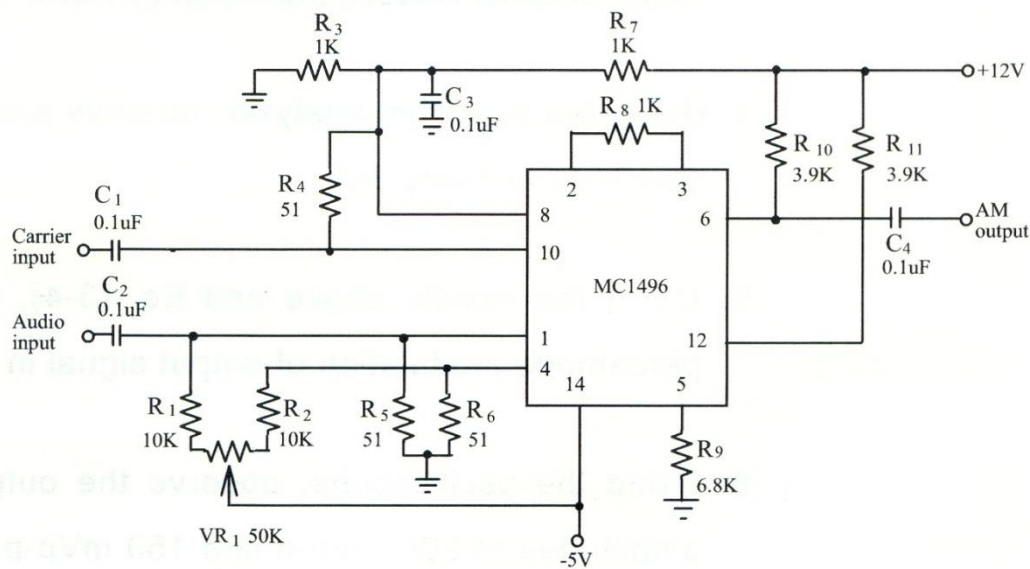 R3
1K
R7
1K
+12V
C3
0.1uF
R8 1K
R10
3.9K
R11
3.9K
R4
51
2
3
C1
0.1uF
8
6
AM
output
Carrier
input
10
C4
0.1uF
C2
0.1uF
MC1496
Audio
input
1
12
4
14
5
R1
10K
R2
10K
R5
51
R6
51
R9
6.8K
VR1 50K
-5V